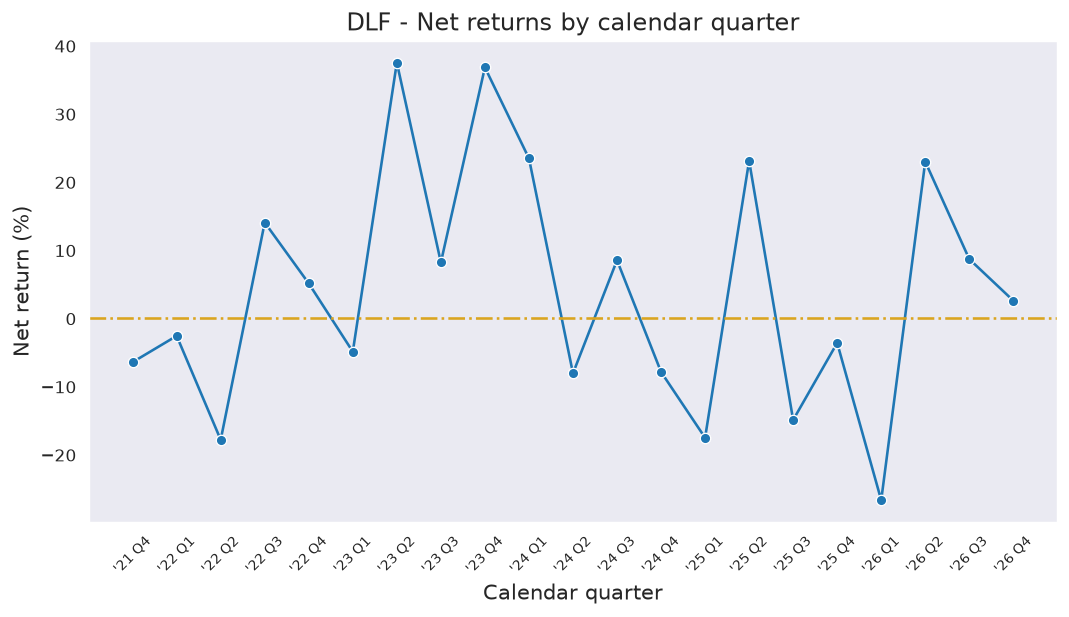 DLF - Net returns by calendar quarter
Net return (%)
40
30
20
10
0
−10
−20
'21 Q4
'22 Q1
'22 Q2
'22 Q3
'22 Q4
'23 Q1
'23 Q2
'23 Q3
'23 Q4
'24 Q1
'24 Q2
'24 Q3
'24 Q4
'25 Q1
'25 Q2
'25 Q3
'25 Q4
'26 Q1
'26 Q2
'26 Q3
'26 Q4
Calendar quarter